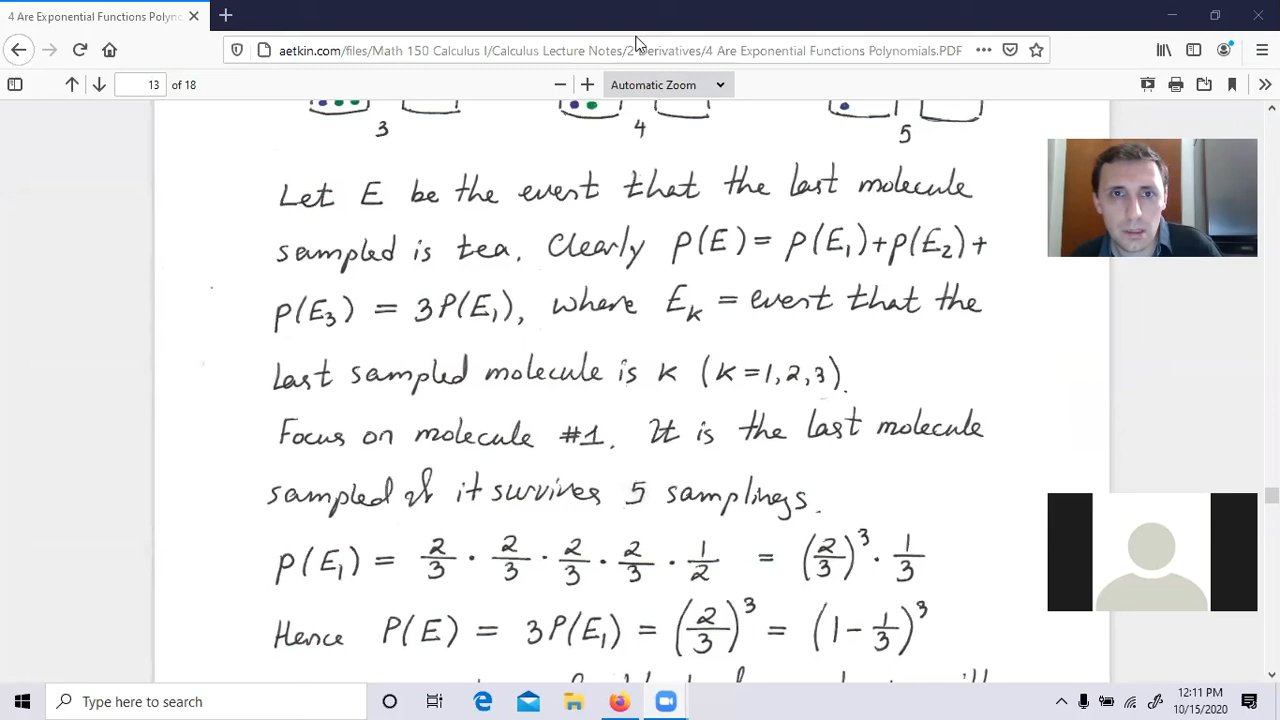 4 Are Exponential Functions Polync
aetkin.com/files/Math 150 Calculus I/Calculus Lecture Notes/2 Derivatives/4 Are Exponential Functions Polynomials.PDF
13 of 18
Automatic Zoom
3 4 5
Let E be the event that the last molecule
sampled is tea. Clearly P(E) = P(E₁)+P(E₂)+
P(E₃) = 3P(E₁), where Eₖ = event that the
last sampled molecule is k (k=1,2,3).
Focus on molecule #1. It is the last molecule
sampled if it survives 5 samplings.
P(E₁) = 2/3 · 2/3 · 2/3 · 2/3 · 1/2 = (2/3)³ · 1/3
Hence P(E) = 3P(E₁) = (2/3)³ = (1 - 1/3)³
Type here to search
12:11 PM
10/15/2020